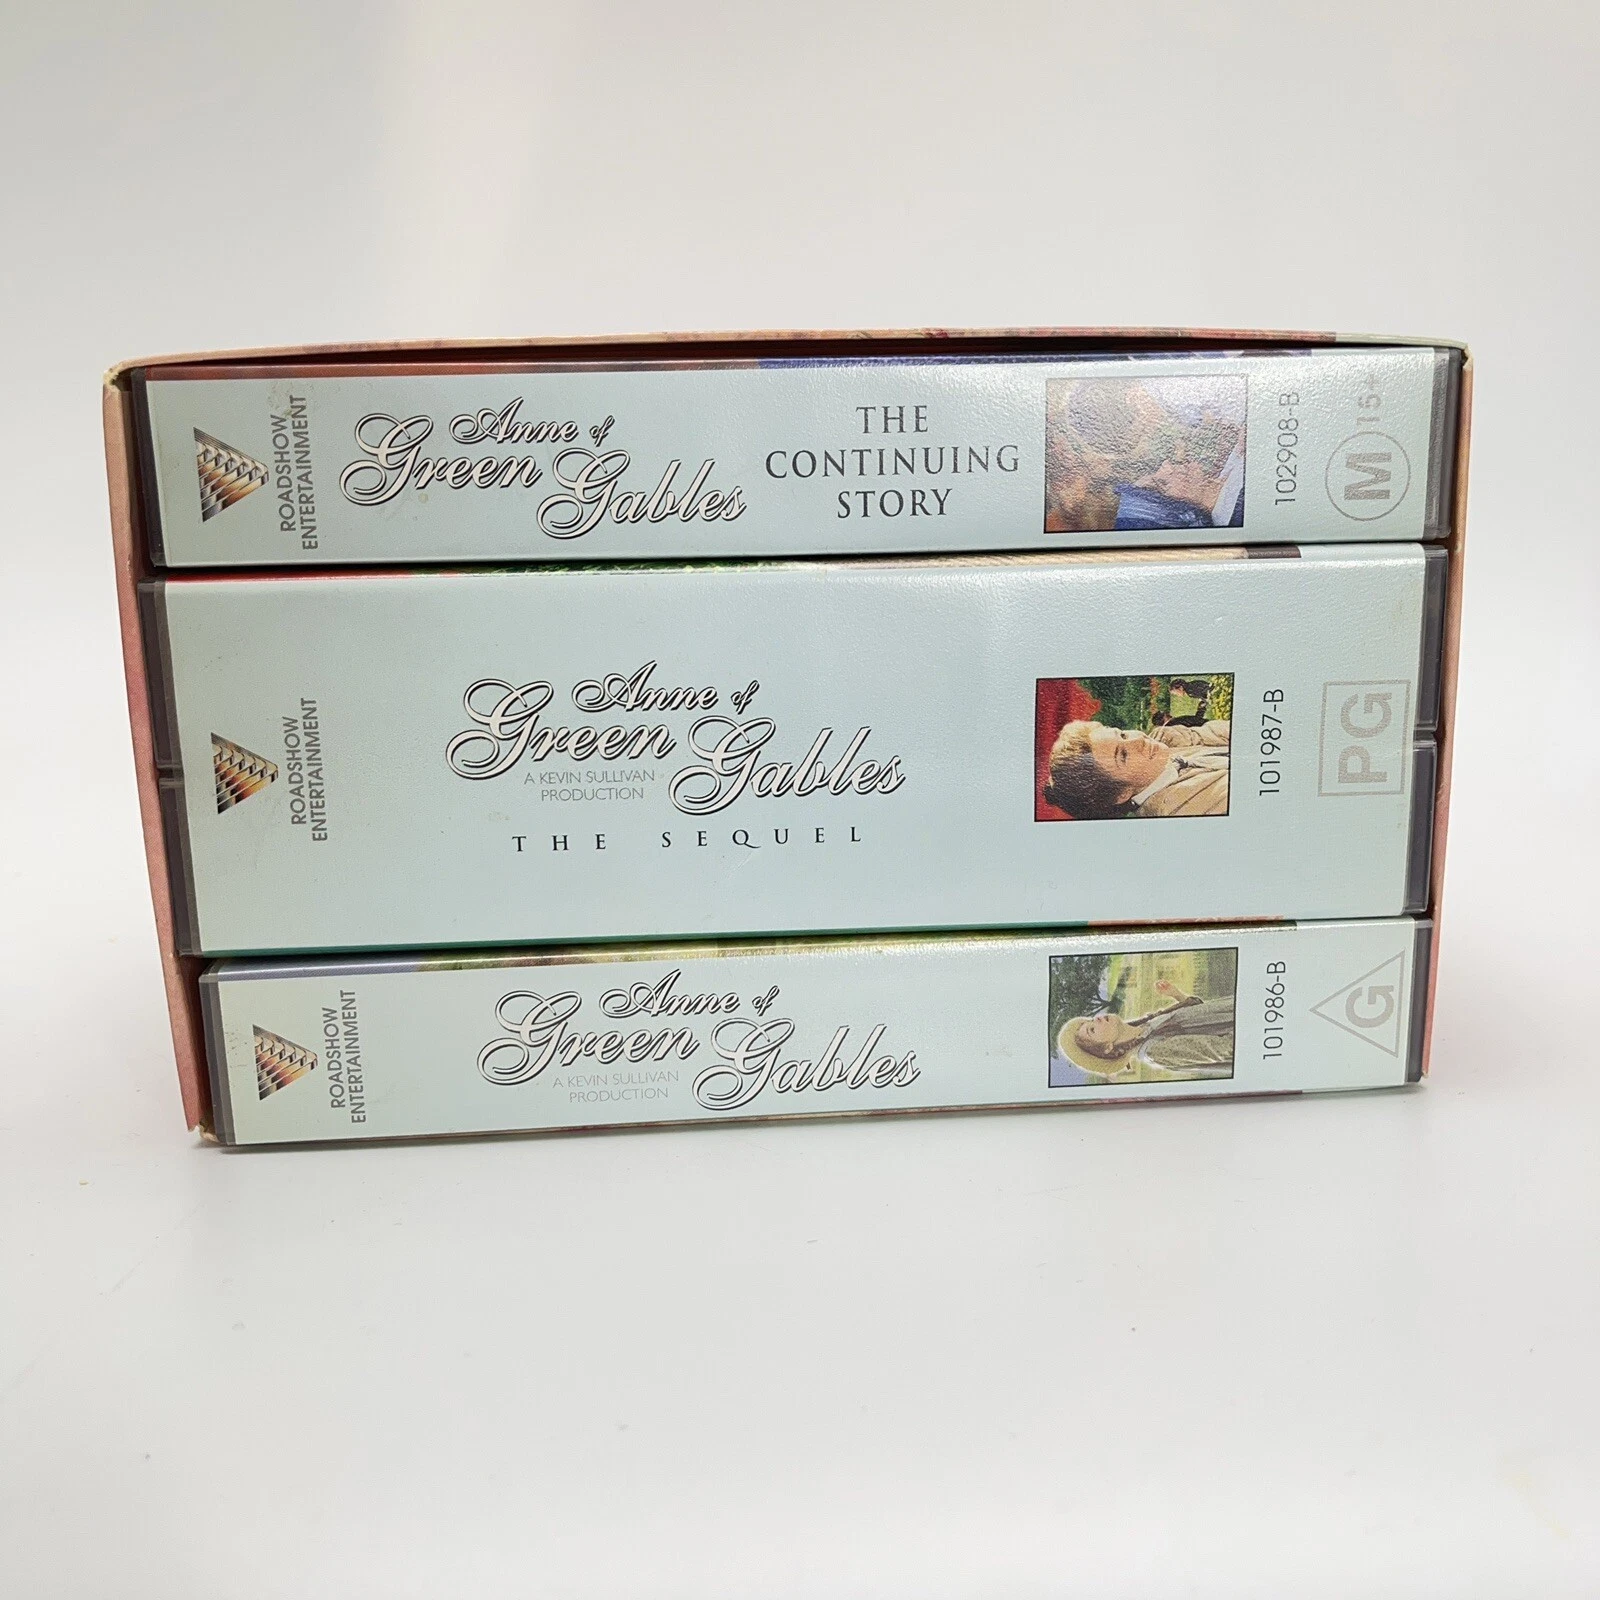 ROADSHOW
ENTERTAINMENT
Anne of
Green Gables
THE
CONTINUING
STORY
102908-B
M 15+
ROADSHOW
ENTERTAINMENT
Anne of
Green Gables
A KEVIN SULLIVAN
PRODUCTION
THE SEQUEL
101987-B
PG
ROADSHOW
ENTERTAINMENT
Anne of
Green Gables
A KEVIN SULLIVAN
PRODUCTION
101986-B
G